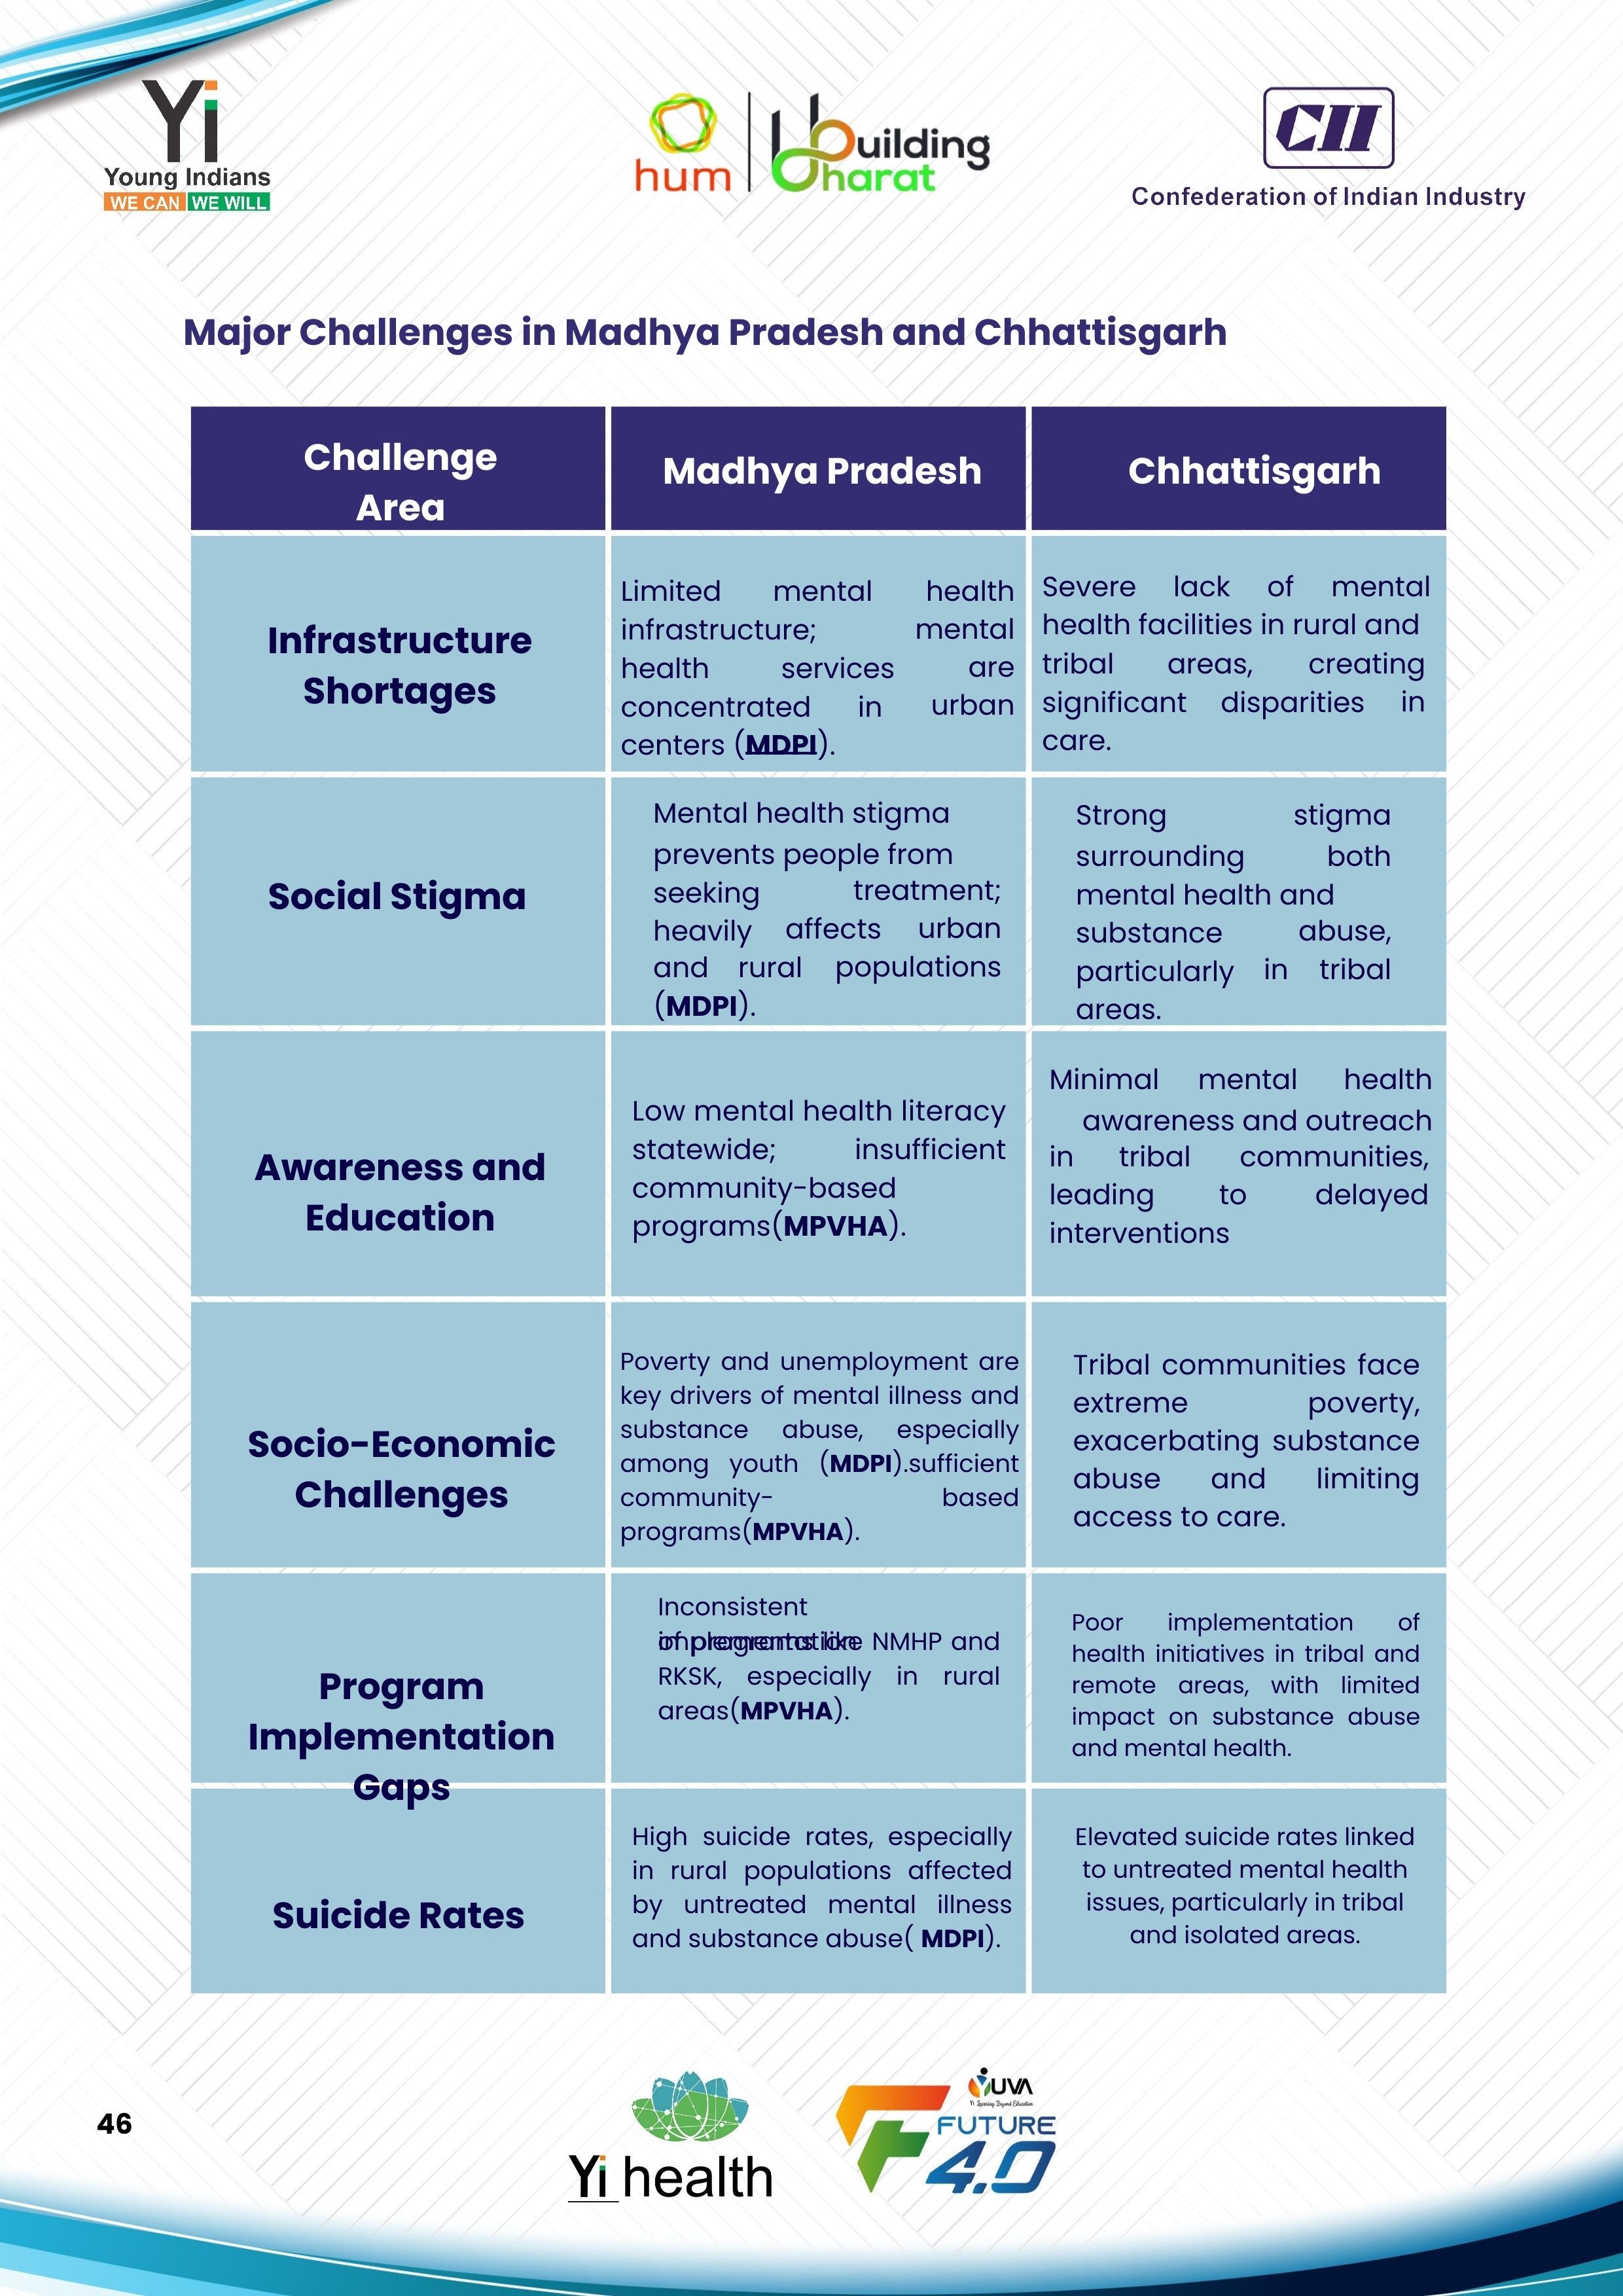 Yi
Young Indians
WE CAN WE WILL
hum
Building
Bharat
CII
Confederation of Indian Industry
Major Challenges in Madhya Pradesh and Chhattisgarh
Challenge
Area
Madhya Pradesh
Chhattisgarh
Infrastructure
Shortages
Limited mental health
infrastructure; mental
health services are
concentrated in urban
centers (MDPI).
Severe lack of mental
health facilities in rural and
tribal areas, creating
significant disparities in
care.
Social Stigma
Mental health stigma
prevents people from
seeking treatment;
heavily affects urban
and rural populations
(MDPI).
Strong stigma
surrounding both
mental health and
substance abuse,
particularly in tribal
areas.
Awareness and
Education
Low mental health literacy
statewide; insufficient
community-based
programs(MPVHA).
Minimal mental health
awareness and outreach
in tribal communities,
leading to delayed
interventions
Socio-Economic
Challenges
Poverty and unemployment are
key drivers of mental illness and
substance abuse, especially
among youth (MDPI).sufficient
community- based
programs(MPVHA).
Tribal communities face
extreme poverty,
exacerbating substance
abuse and limiting
access to care.
Program
Implementation
Gaps
Inconsistent
implementation
of programs like NMHP and
RKSK, especially in rural
areas(MPVHA).
Poor implementation of
health initiatives in tribal and
remote areas, with limited
impact on substance abuse
and mental health.
Suicide Rates
High suicide rates, especially
in rural populations affected
by untreated mental illness
and substance abuse( MDPI).
Elevated suicide rates linked
to untreated mental health
issues, particularly in tribal
and isolated areas.
46
Yi health
YUVA
Yi Learning Beyond Education
FUTURE
4.0